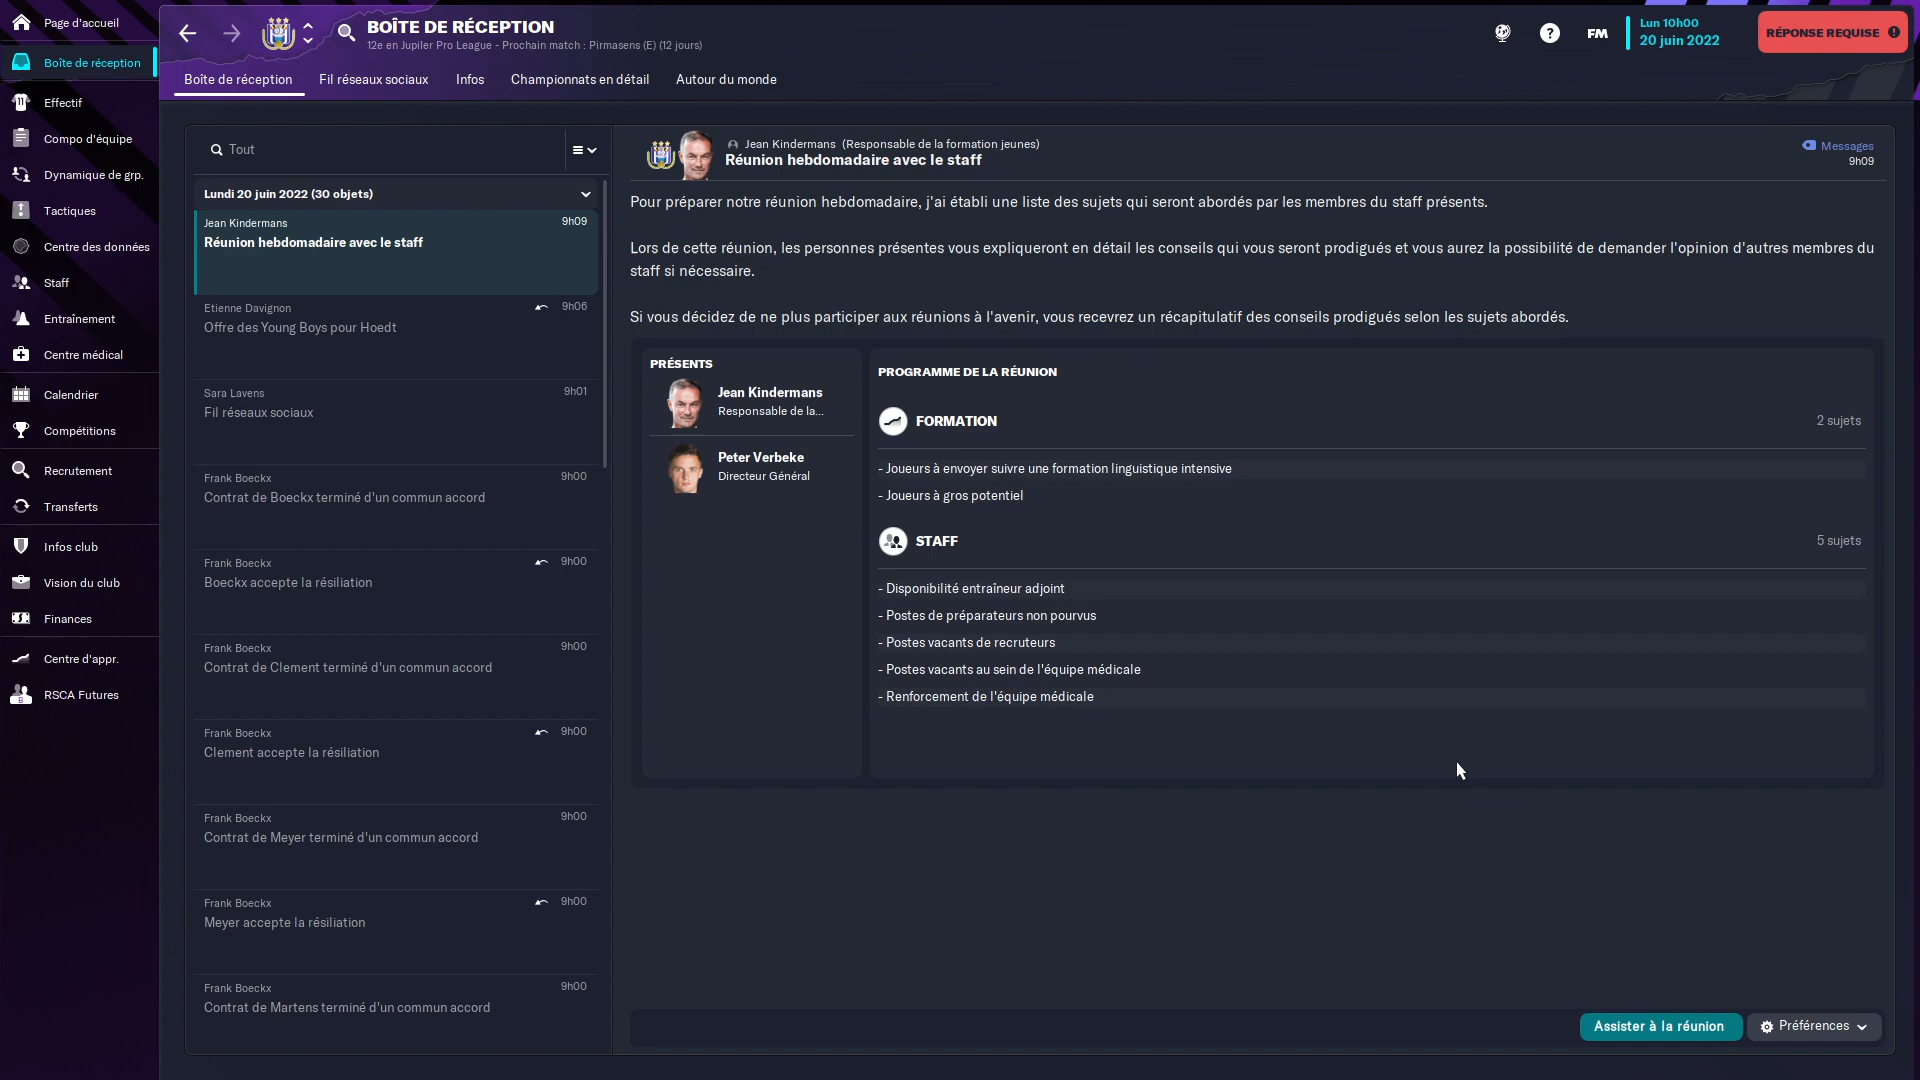 Page d'accueil
Boîte de réception
Effectif
Compo d'équipe
Dynamique de grp.
Tactiques
Centre des données
Staff
Entraînement
Centre médical
Calendrier
Compétitions
Recrutement
Transferts
Infos club
Vision du club
Finances
Centre d'appr.
RSCA Futures
BOÎTE DE RÉCEPTION
12e en Jupiler Pro League - Prochain match : Pirmasens (E) (12 jours)
FM
Lun 10h00
20 juin 2022
RÉPONSE REQUISE
Boîte de réception
Fil réseaux sociaux
Infos
Championnats en détail
Autour du monde
Tout
Lundi 20 juin 2022 (30 objets)
Jean Kindermans 9h09
Réunion hebdomadaire avec le staff
Etienne Davignon 9h06
Offre des Young Boys pour Hoedt
Sara Lavens 9h01
Fil réseaux sociaux
Frank Boeckx 9h00
Contrat de Boeckx terminé d'un commun accord
Frank Boeckx 9h00
Boeckx accepte la résiliation
Frank Boeckx 9h00
Contrat de Clement terminé d'un commun accord
Frank Boeckx 9h00
Clement accepte la résiliation
Frank Boeckx 9h00
Contrat de Meyer terminé d'un commun accord
Frank Boeckx 9h00
Meyer accepte la résiliation
Frank Boeckx 9h00
Contrat de Martens terminé d'un commun accord
Jean Kindermans (Responsable de la formation jeunes)
Réunion hebdomadaire avec le staff
Messages
9h09
Pour préparer notre réunion hebdomadaire, j'ai établi une liste des sujets qui seront abordés par les membres du staff présents.
Lors de cette réunion, les personnes présentes vous expliqueront en détail les conseils qui vous seront prodigués et vous aurez la possibilité de demander l'opinion d'autres membres du
staff si nécessaire.
Si vous décidez de ne plus participer aux réunions à l'avenir, vous recevrez un récapitulatif des conseils prodigués selon les sujets abordés.
PRÉSENTS
Jean Kindermans
Responsable de la...
Peter Verbeke
Directeur Général
PROGRAMME DE LA RÉUNION
FORMATION 2 sujets
- Joueurs à envoyer suivre une formation linguistique intensive
- Joueurs à gros potentiel
STAFF 5 sujets
- Disponibilité entraîneur adjoint
- Postes de préparateurs non pourvus
- Postes vacants de recruteurs
- Postes vacants au sein de l'équipe médicale
- Renforcement de l'équipe médicale
Assister à la réunion
Préférences